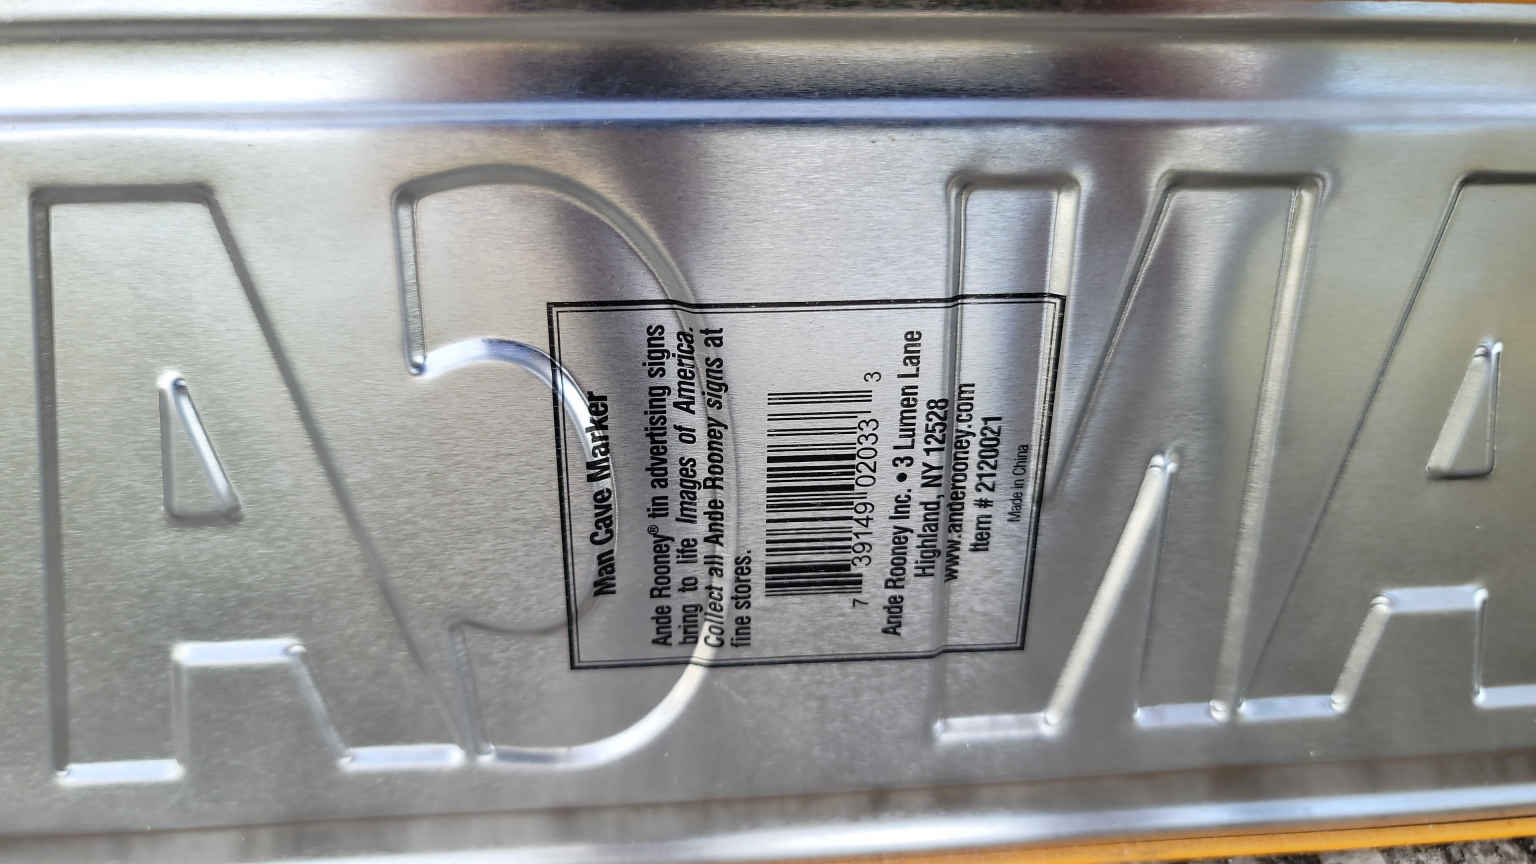 Man Cave Marker
Ande Rooney® tin advertising signs
bring to life Images of America.
Collect all Ande Rooney signs at
fine stores.
7 39149 02033 3
Ande Rooney Inc. • 3 Lumen Lane
Highland, NY 12528
www.anderooney.com
Item # 2120021
Made in China